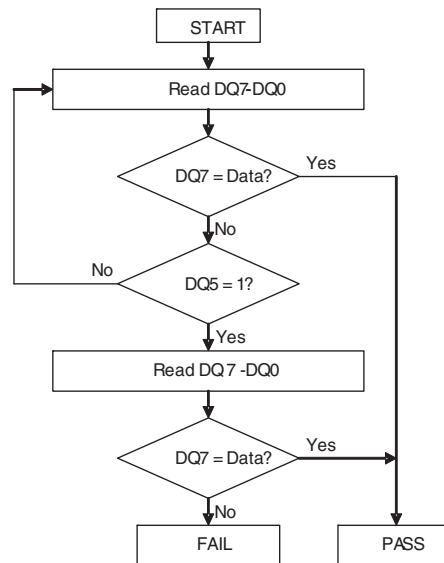 START
Read DQ7-DQ0
DQ7 = Data?
Yes
No
No
DQ5 = 1?
Yes
Read DQ 7 -DQ0
DQ7 = Data?
Yes
No
FAIL
PASS